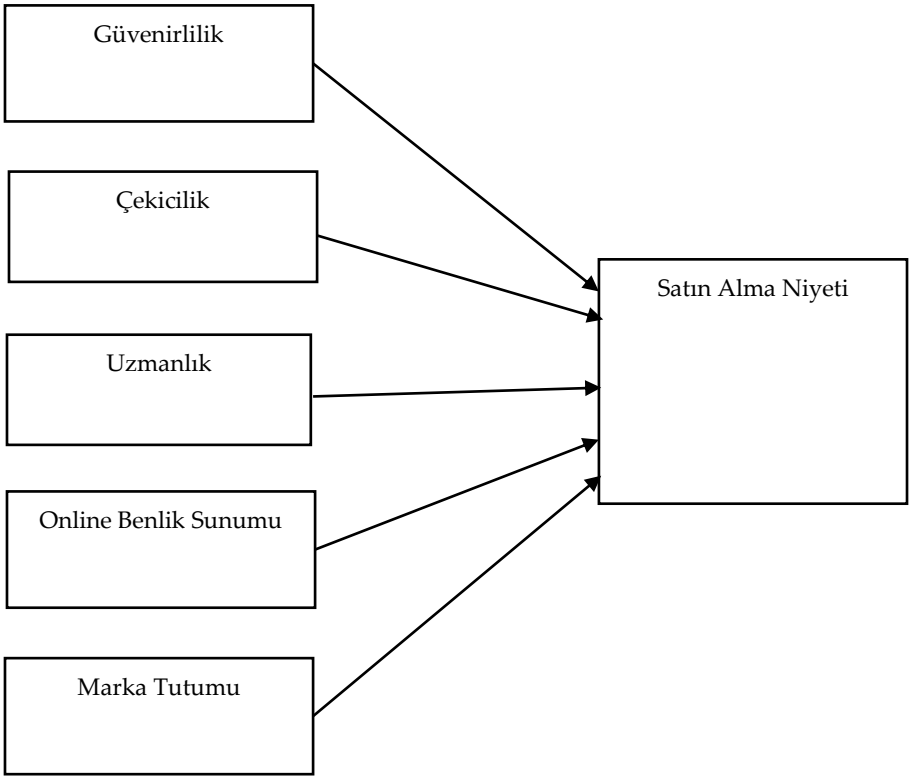 Güvenirlilik
Çekicilik
Uzmanlık
Online Benlik Sunumu
Marka Tutumu
Satın Alma Niyeti